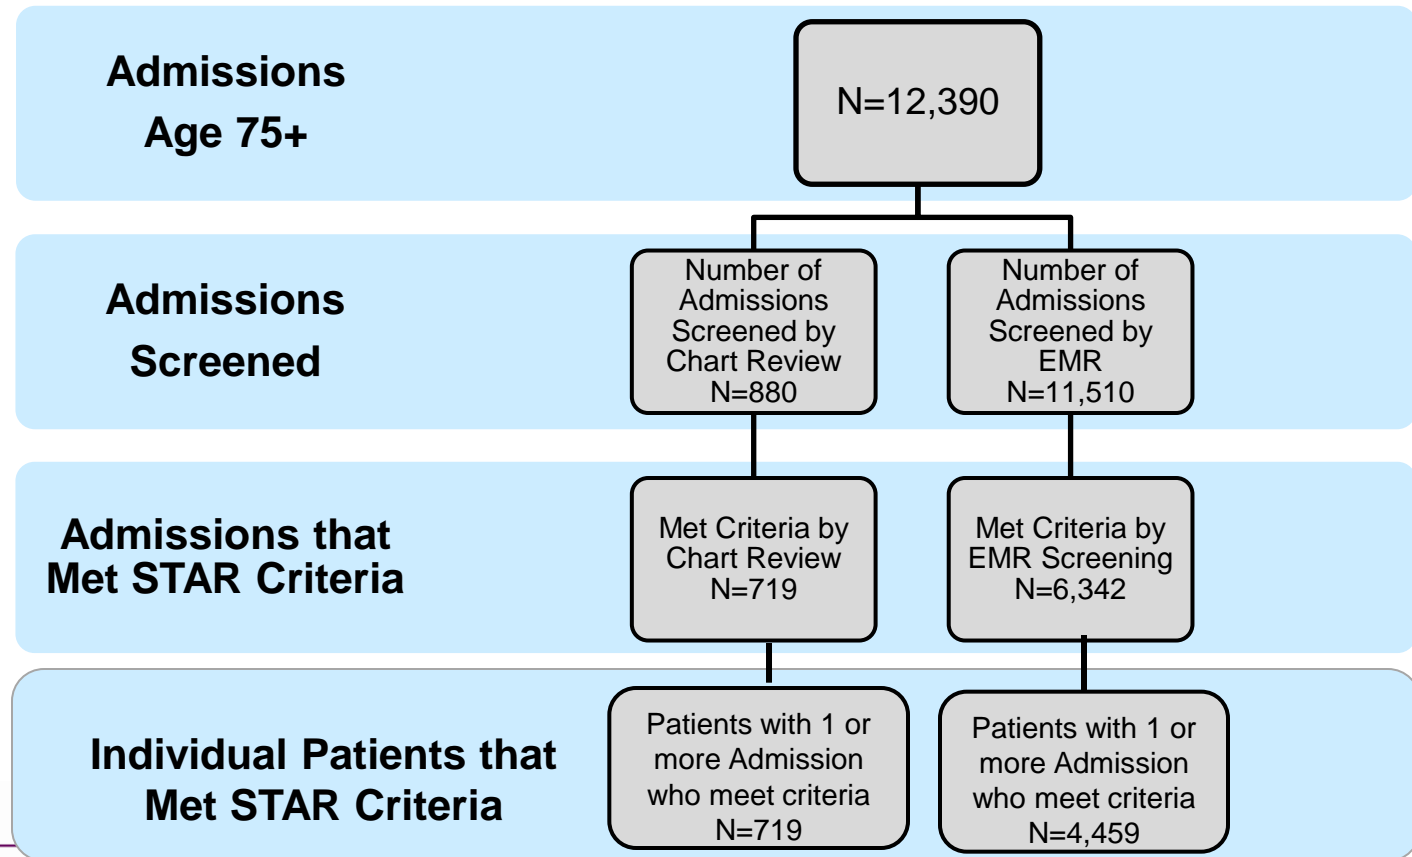 Admissions
Age 75+
N=12,390
Admissions
Screened
Number of
Admissions
Screened by
Chart Review
N=880
Number of
Admissions
Screened by
EMR
N=11,510
Admissions that
Met STAR Criteria
Met Criteria by
Chart Review
N=719
Met Criteria by
EMR Screening
N=6,342
Individual Patients that
Met STAR Criteria
Patients with 1 or
more Admission
who meet criteria
N=719
Patients with 1 or
more Admission
who meet criteria
N=4,459